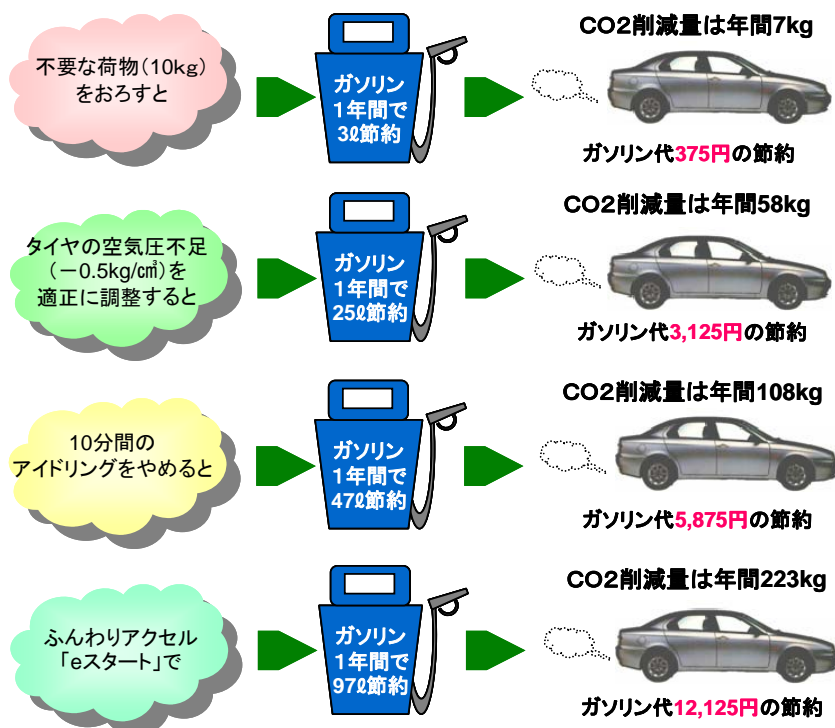 不要な荷物(10kg)
をおろすと
ガソリン
1年間で
3ℓ節約
CO2削減量は年間7kg
ガソリン代375円の節約
タイヤの空気圧不足
(-0.5kg/c㎡)を
適正に調整すると
ガソリン
1年間で
25ℓ節約
CO2削減量は年間58kg
ガソリン代3,125円の節約
10分間の
アイドリングをやめると
ガソリン
1年間で
47ℓ節約
CO2削減量は年間108kg
ガソリン代5,875円の節約
ふんわりアクセル
「eスタート」で
ガソリン
1年間で
97ℓ節約
CO2削減量は年間223kg
ガソリン代12,125円の節約